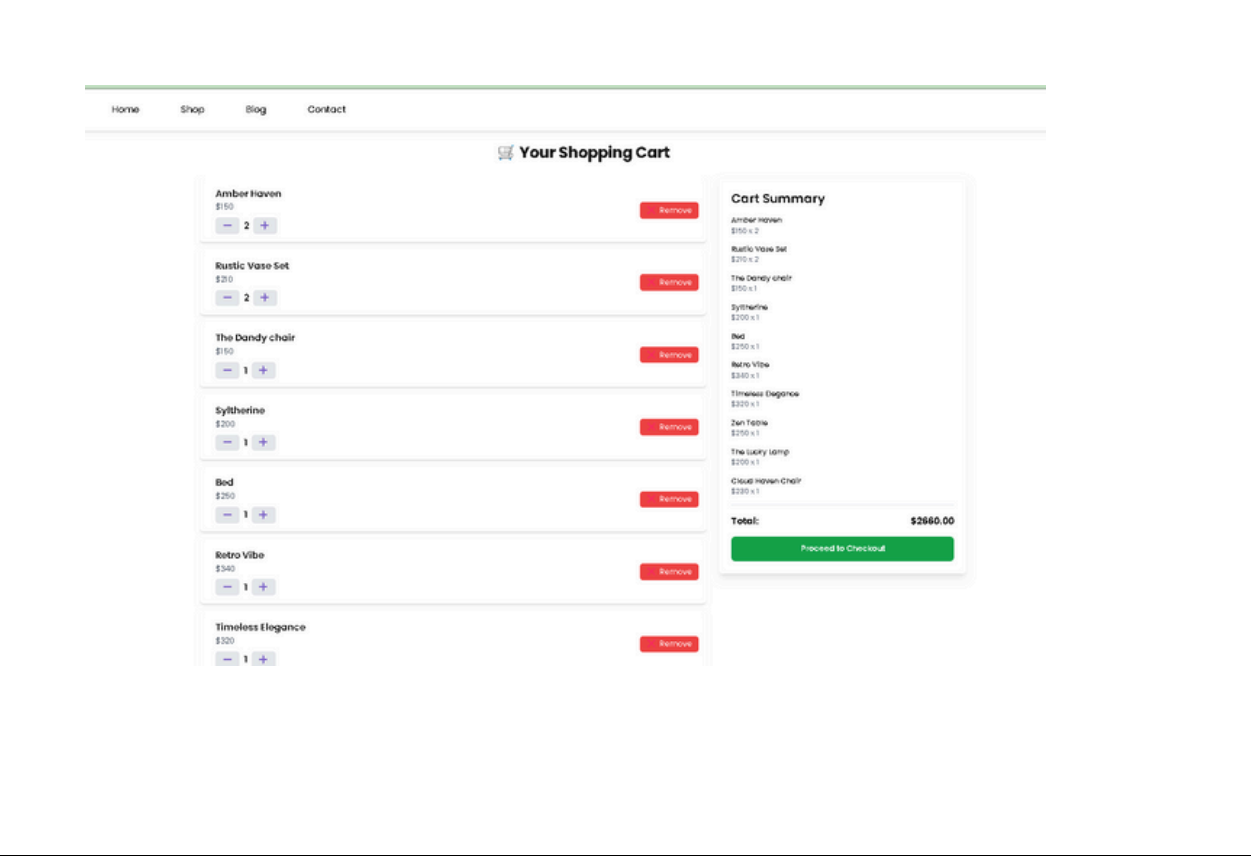 Home Shop Blog Contact
🛒 Your Shopping Cart
Amber Haven
$150
− 2 +
Remove
Rustic Vase Set
$210
− 2 +
Remove
The Dandy chair
$150
− 1 +
Remove
Syltherine
$200
− 1 +
Remove
Bed
$250
− 1 +
Remove
Retro Vibe
$340
− 1 +
Remove
Timeless Elegance
$320
− 1 +
Remove
Cart Summary
Amber Haven
$150 x 2
Rustic Vase Set
$210 x 2
The Dandy chair
$150 x 1
Syltherine
$200 x 1
Bed
$250 x 1
Retro Vibe
$340 x 1
Timeless Elegance
$320 x 1
Zen Table
$250 x 1
The Lucky Lamp
$200 x 1
Cloud Haven Chair
$230 x 1
Total: $2660.00
Proceed to Checkout